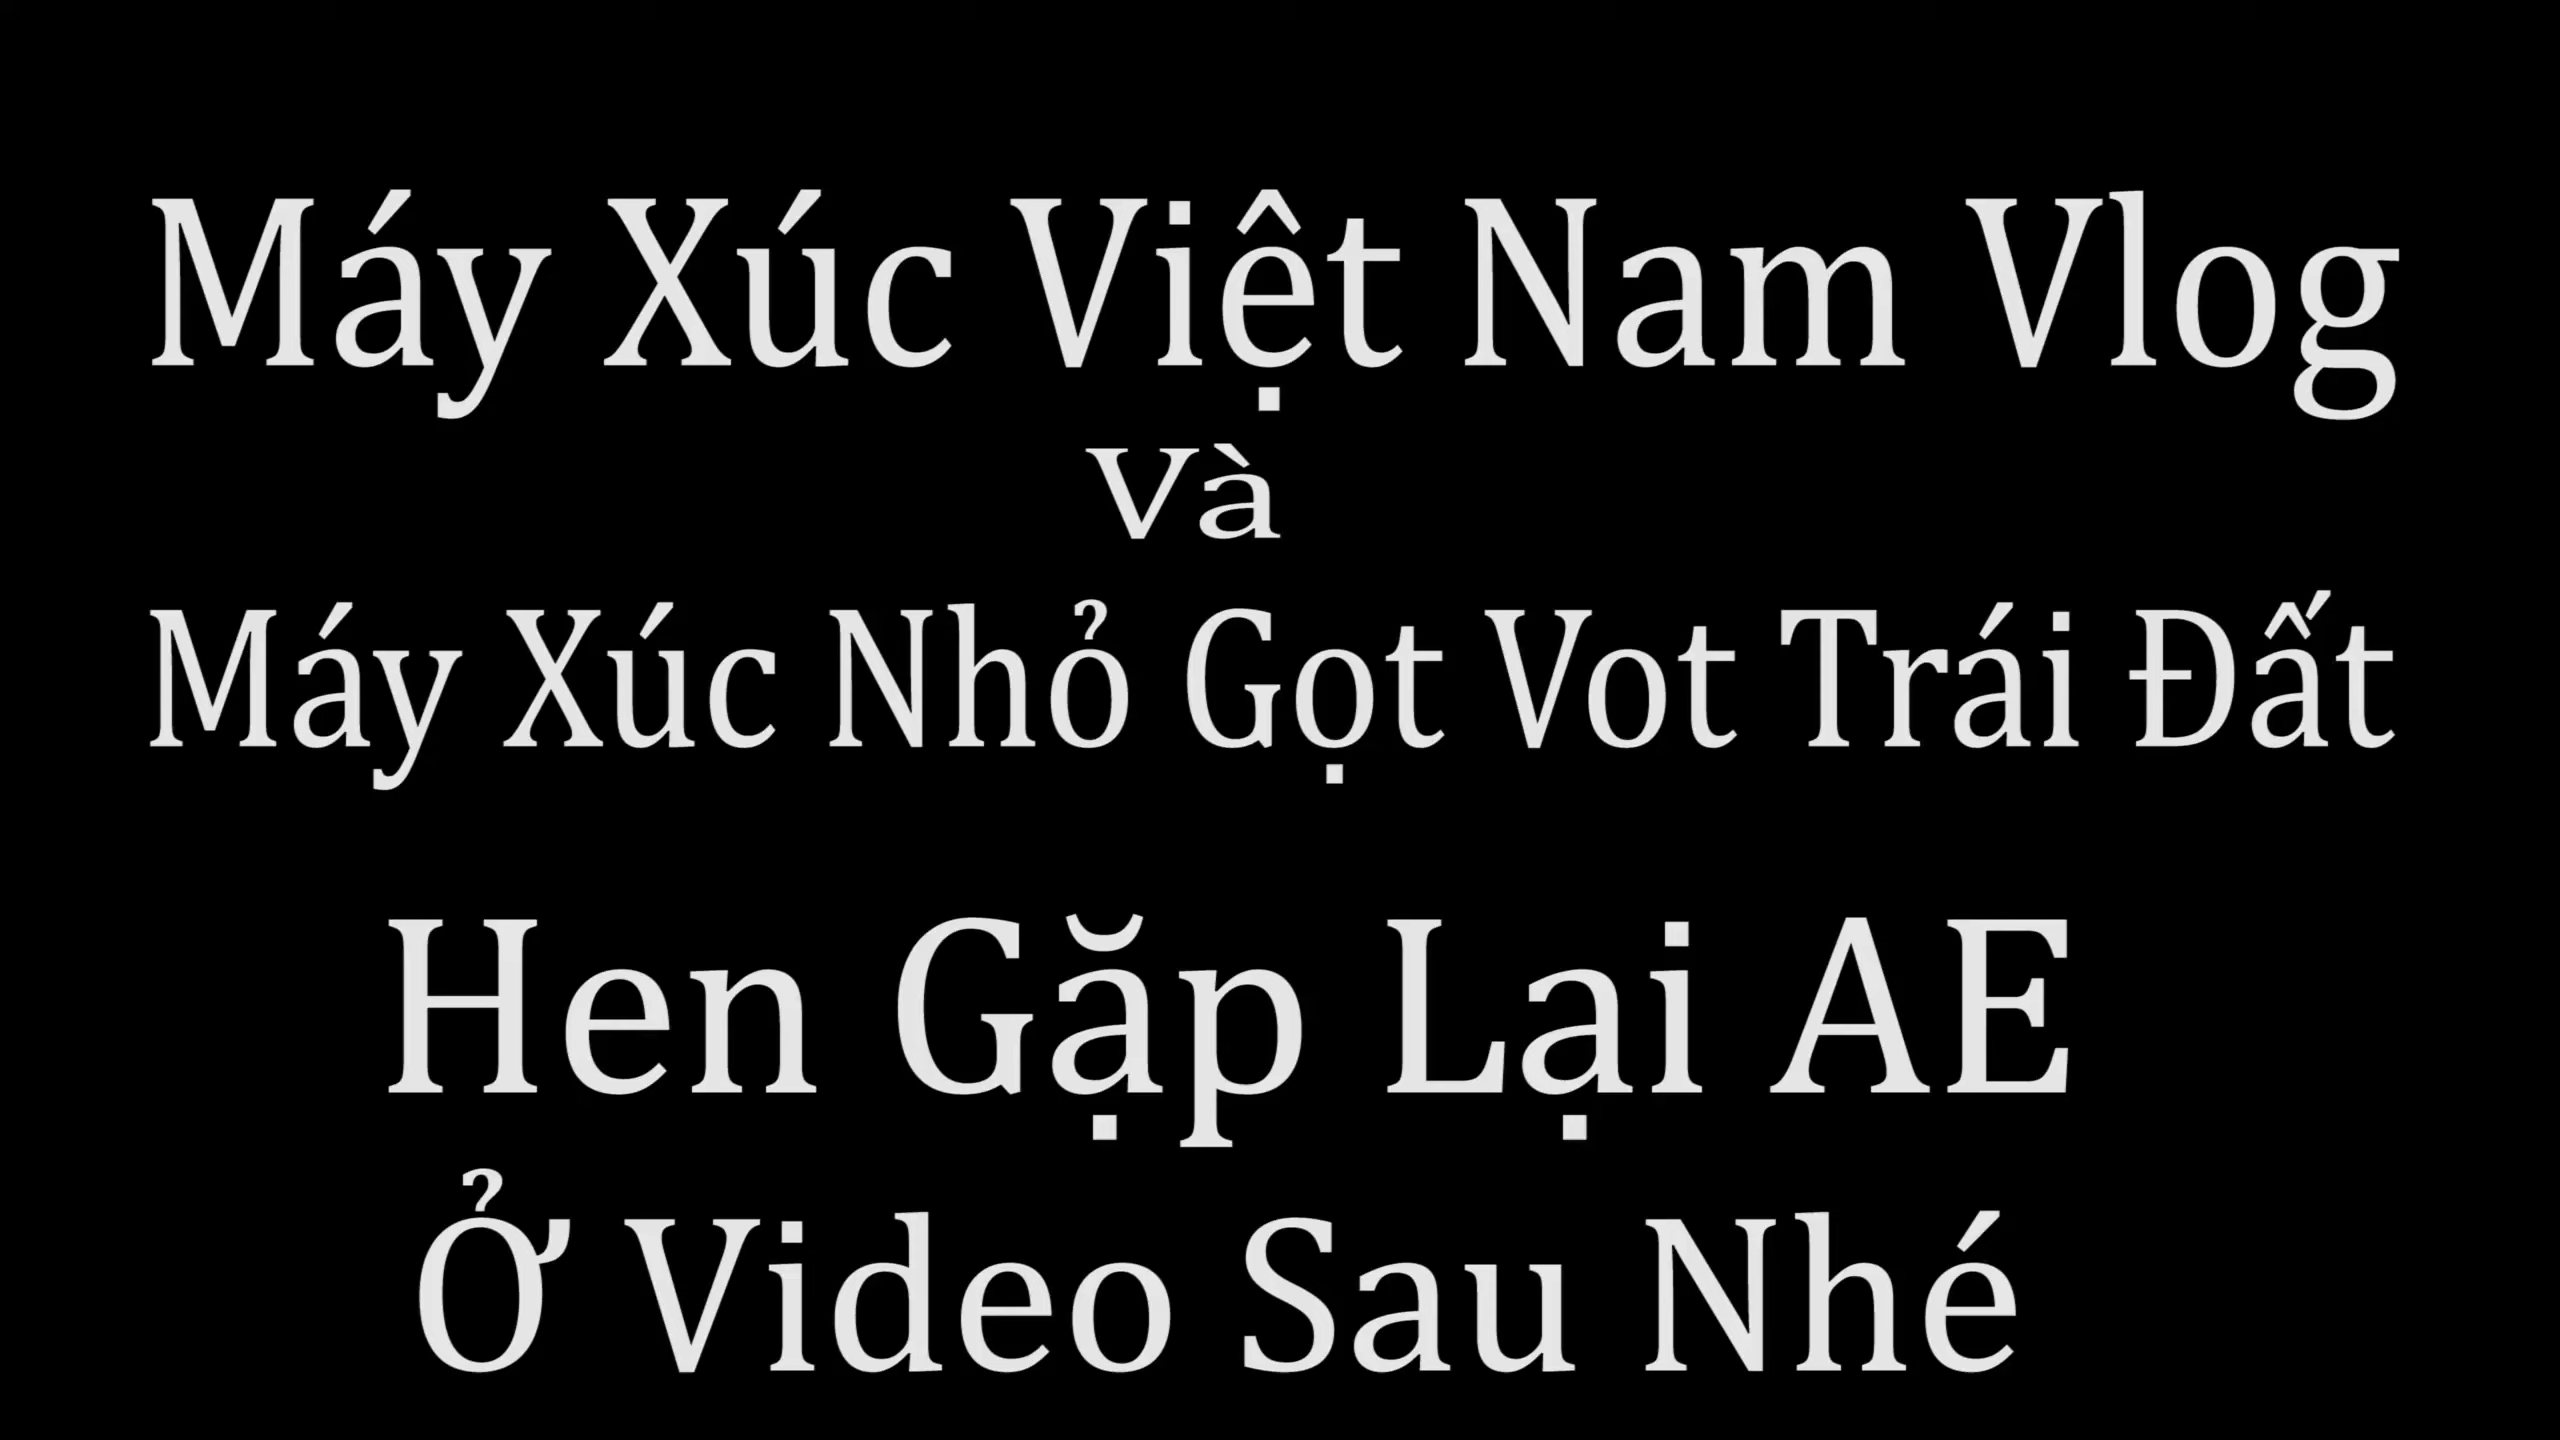 Máy Xúc Việt Nam Vlog
Và
Máy Xúc Nhỏ Gọt Vot Trái Đất
Hen Gặp Lại AE
Ở Video Sau Nhé